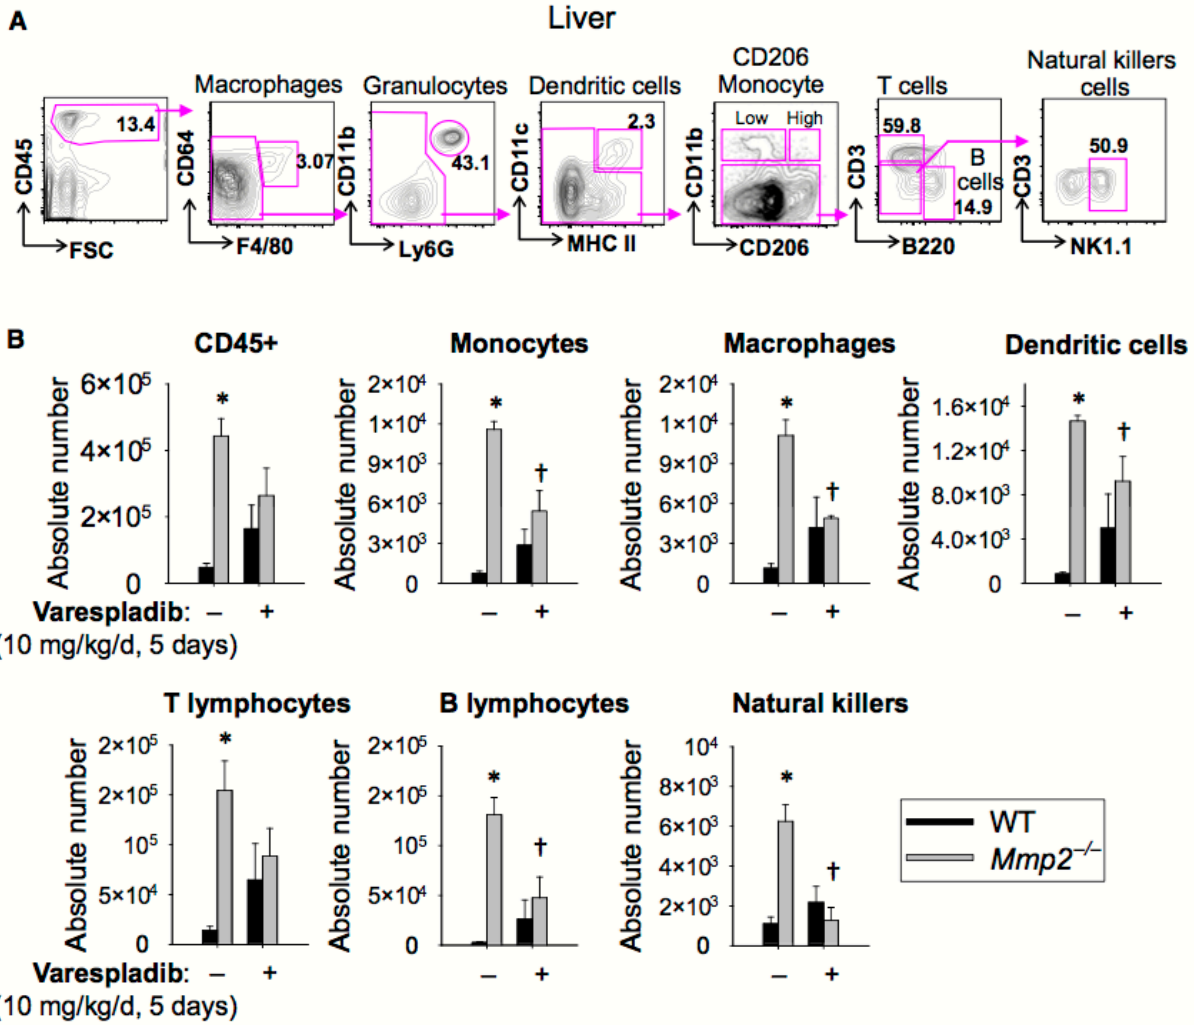 A
Liver
Macrophages
Granulocytes
Dendritic cells
CD206
Monocyte
T cells
Natural killers
cells
CD45
13.4
FSC
CD64
3.07
F4/80
CD11b
43.1
Ly6G
CD11c
2.3
MHC II
CD11b
Low
High
CD206
CD3
59.8
B
cells
14.9
B220
CD3
50.9
NK1.1
B
CD45+
Absolute number
6×10⁵
4×10⁵
2×10⁵
0
*
Monocytes
Absolute number
2×10⁴
1×10⁴
9×10³
6×10³
3×10³
0
*
†
Macrophages
Absolute number
2×10⁴
1×10⁴
9×10³
6×10³
3×10³
0
*
†
Dendritic cells
Absolute number
1.6×10⁴
1.2×10⁴
8.0×10³
4.0×10³
0
*
†
Varespladib: – + – + – + – +
(10 mg/kg/d, 5 days)
T lymphocytes
Absolute number
2×10⁵
2×10⁵
10⁵
5×10⁴
0
*
B lymphocytes
Absolute number
2×10⁵
2×10⁵
10⁵
5×10⁴
0
*
†
Natural killers
Absolute number
10⁴
8×10³
6×10³
4×10³
2×10³
0
*
†
WT
Mmp2⁻/⁻
Varespladib: – + – + – +
(10 mg/kg/d, 5 days)